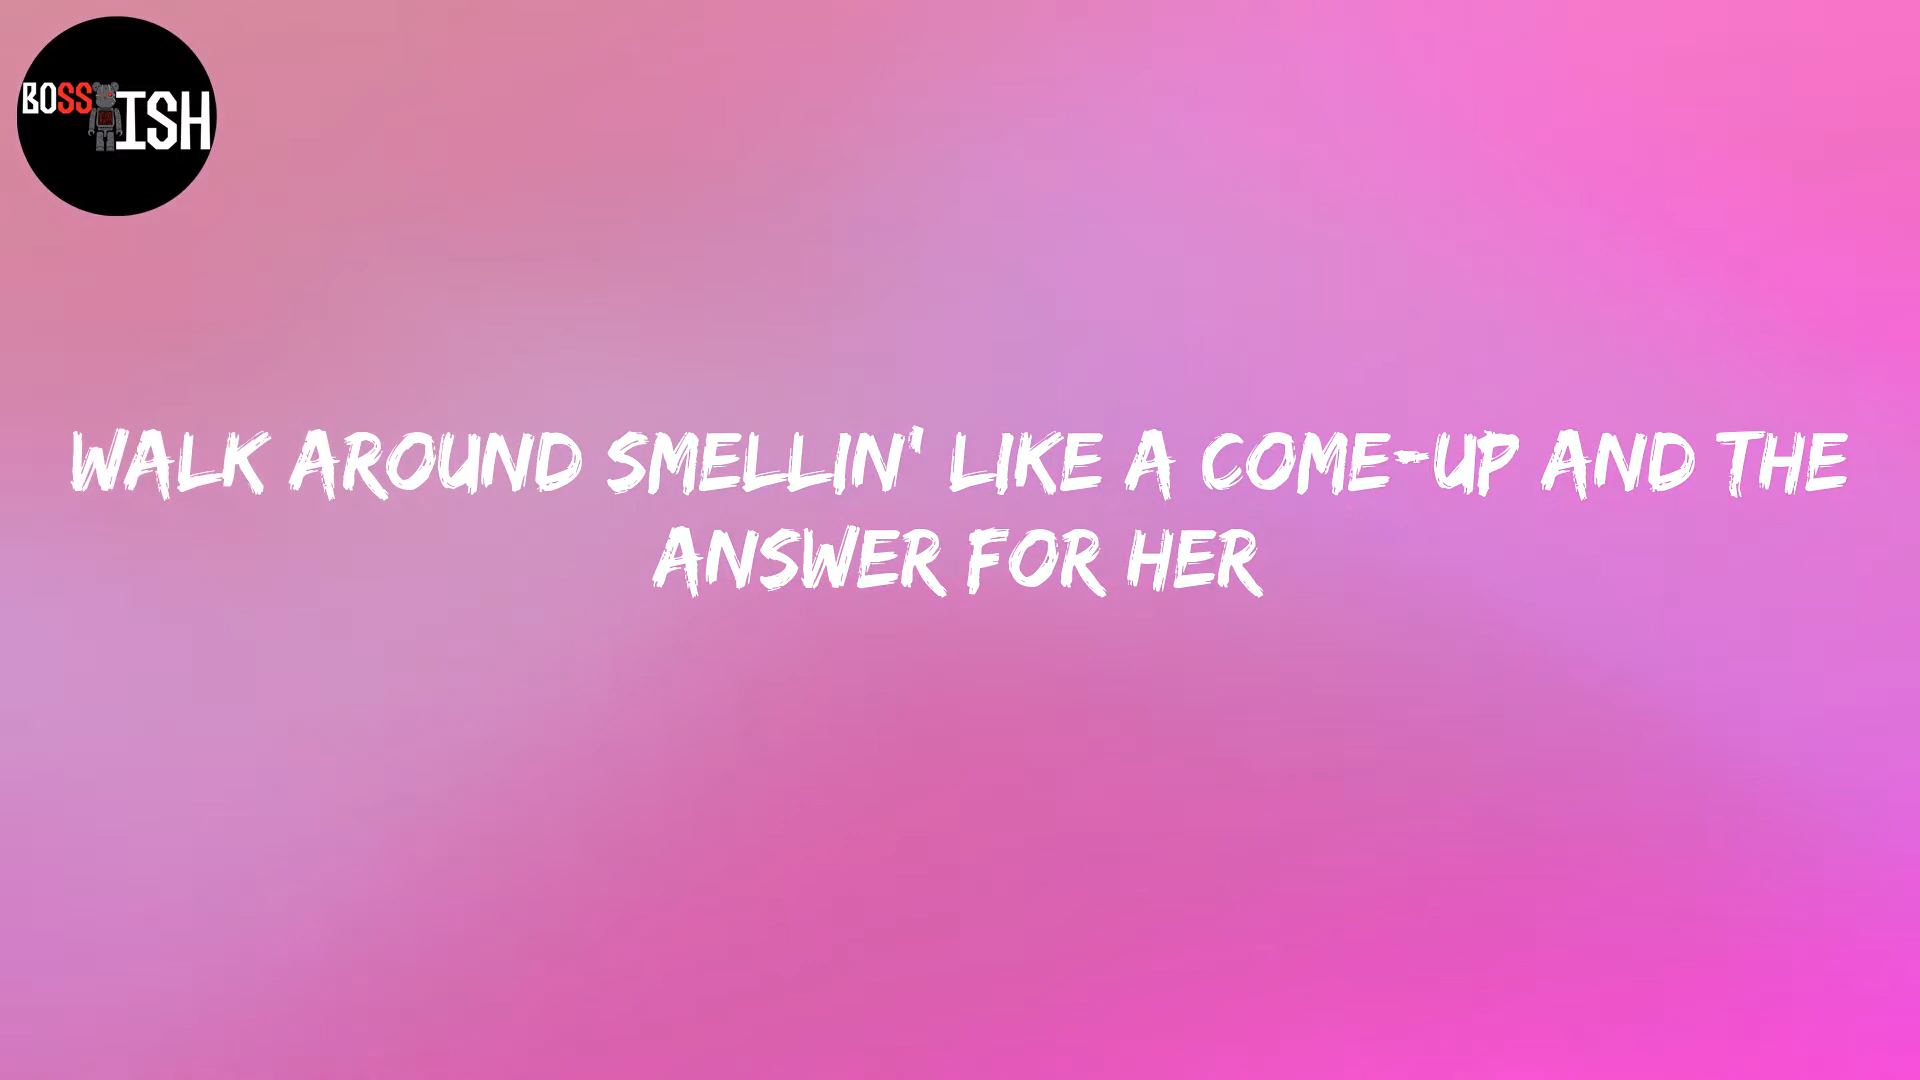 BOSS ISH
WALK AROUND SMELLIN' LIKE A COME-UP AND THE
ANSWER FOR HER